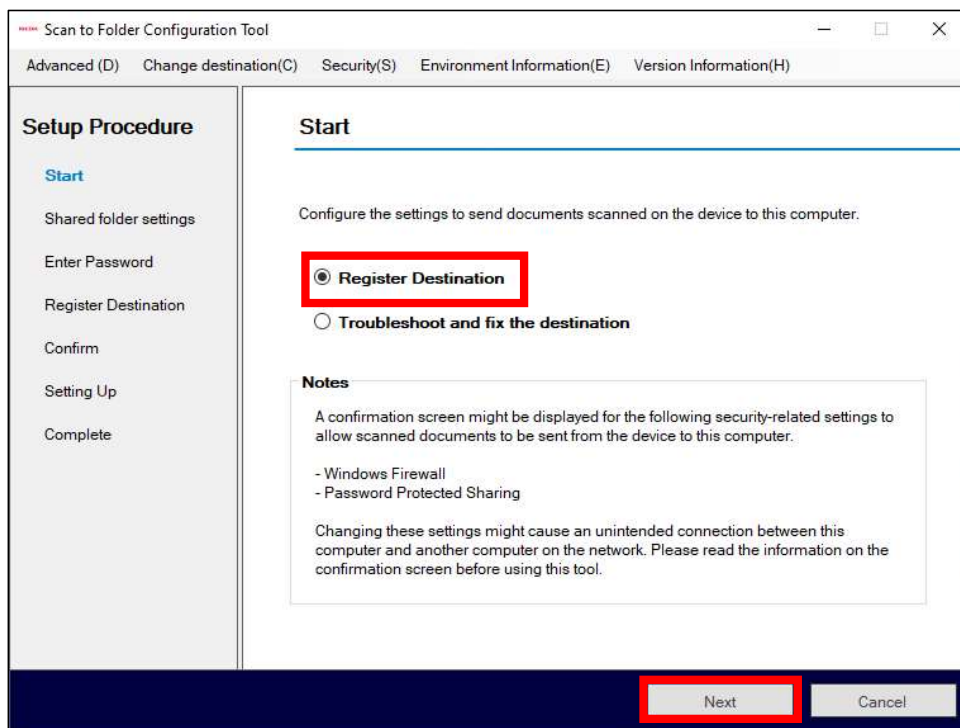 Scan to Folder Configuration Tool
Advanced (D) Change destination(C) Security(S) Environment Information(E) Version Information(H)
Setup Procedure
Start
Shared folder settings
Enter Password
Register Destination
Confirm
Setting Up
Complete
Start
Configure the settings to send documents scanned on the device to this computer.
Register Destination
Troubleshoot and fix the destination
Notes
A confirmation screen might be displayed for the following security-related settings to
allow scanned documents to be sent from the device to this computer.
- Windows Firewall
- Password Protected Sharing
Changing these settings might cause an unintended connection between this
computer and another computer on the network. Please read the information on the
confirmation screen before using this tool.
Next
Cancel